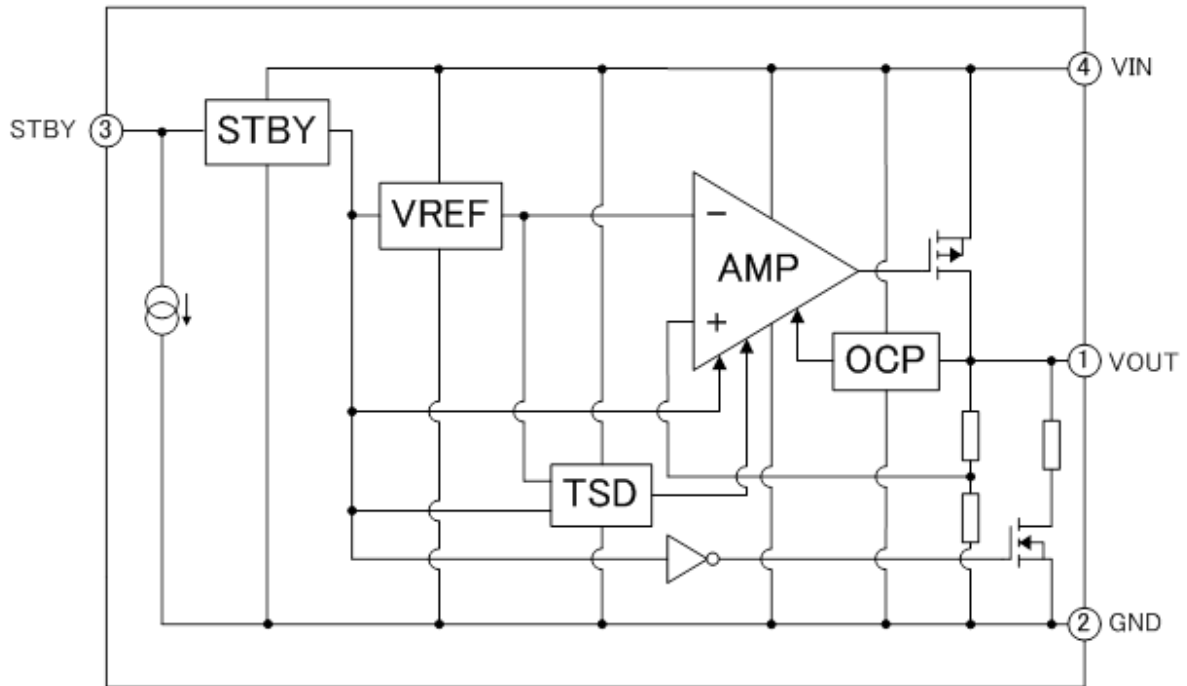 4 VIN
STBY 3 STBY
VREF
−
AMP
+
OCP
1 VOUT
TSD
2 GND